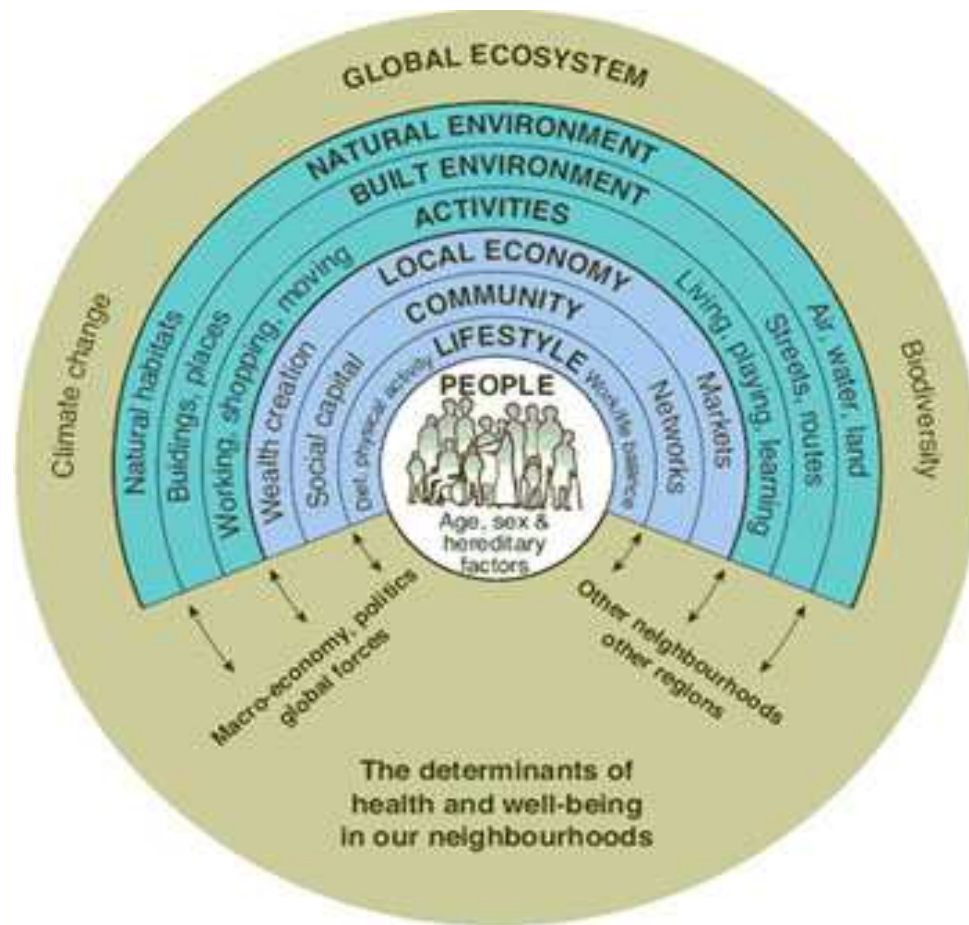 GLOBAL ECOSYSTEM
NATURAL ENVIRONMENT
BUILT ENVIRONMENT
ACTIVITIES
LOCAL ECONOMY
COMMUNITY
LIFESTYLE
PEOPLE
Age, sex &
hereditary
factors
Climate change
Natural habitats
Buidings, places
Working, shopping, moving
Wealth creation
Social capital
Diet, physical activity
Work/life balance
Networks
Markets
Living, playing, learning
Streets, routes
Air, water, land
Biodiversity
Macro-economy, politics
global forces
Other neighbourhoods
other regions
The determinants of
health and well-being
in our neighbourhoods